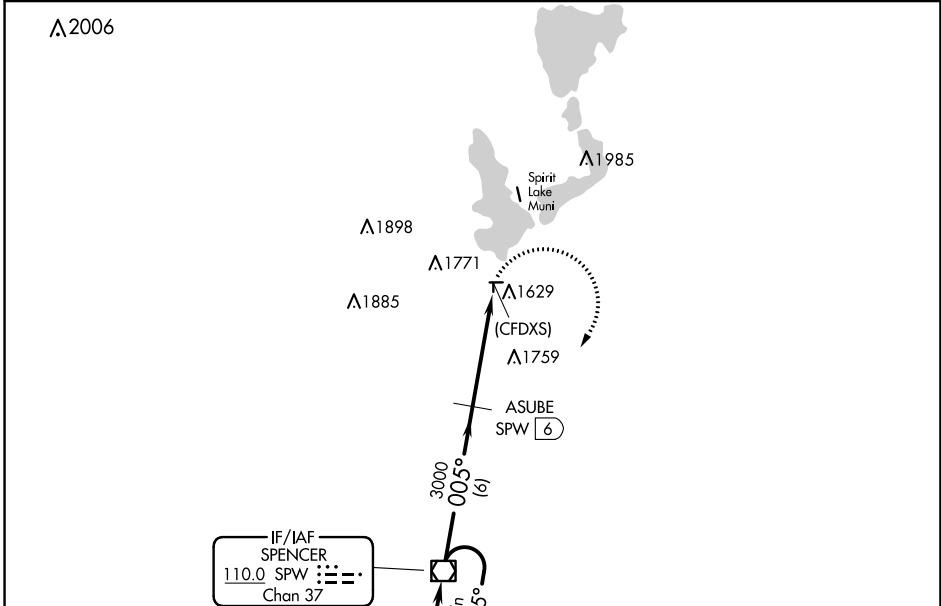 2006
1985
Spirit
Lake
Muni
1898
1771
1885
1629
(CFDXS)
1759
ASUBE
SPW 6
3000
005°
(6)
IF/IAF
SPENCER
110.0 SPW
Chan 37